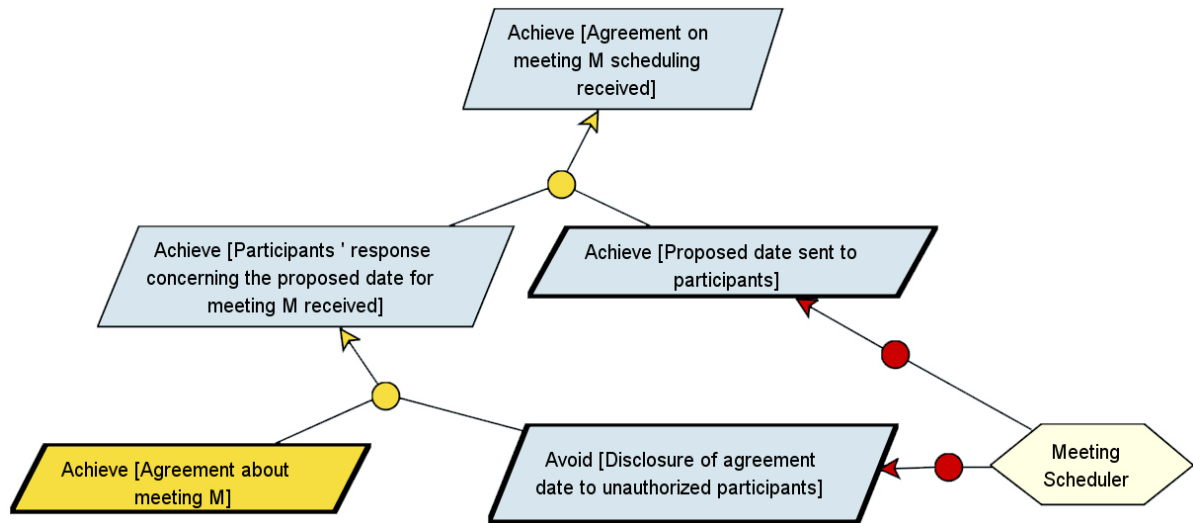 Achieve [Agreement on
meeting M scheduling
received]
Achieve [Participants ' response
concerning the proposed date for
meeting M received]
Achieve [Proposed date sent to
participants]
Achieve [Agreement about
meeting M]
Avoid [Disclosure of agreement
date to unauthorized participants]
Meeting
Scheduler